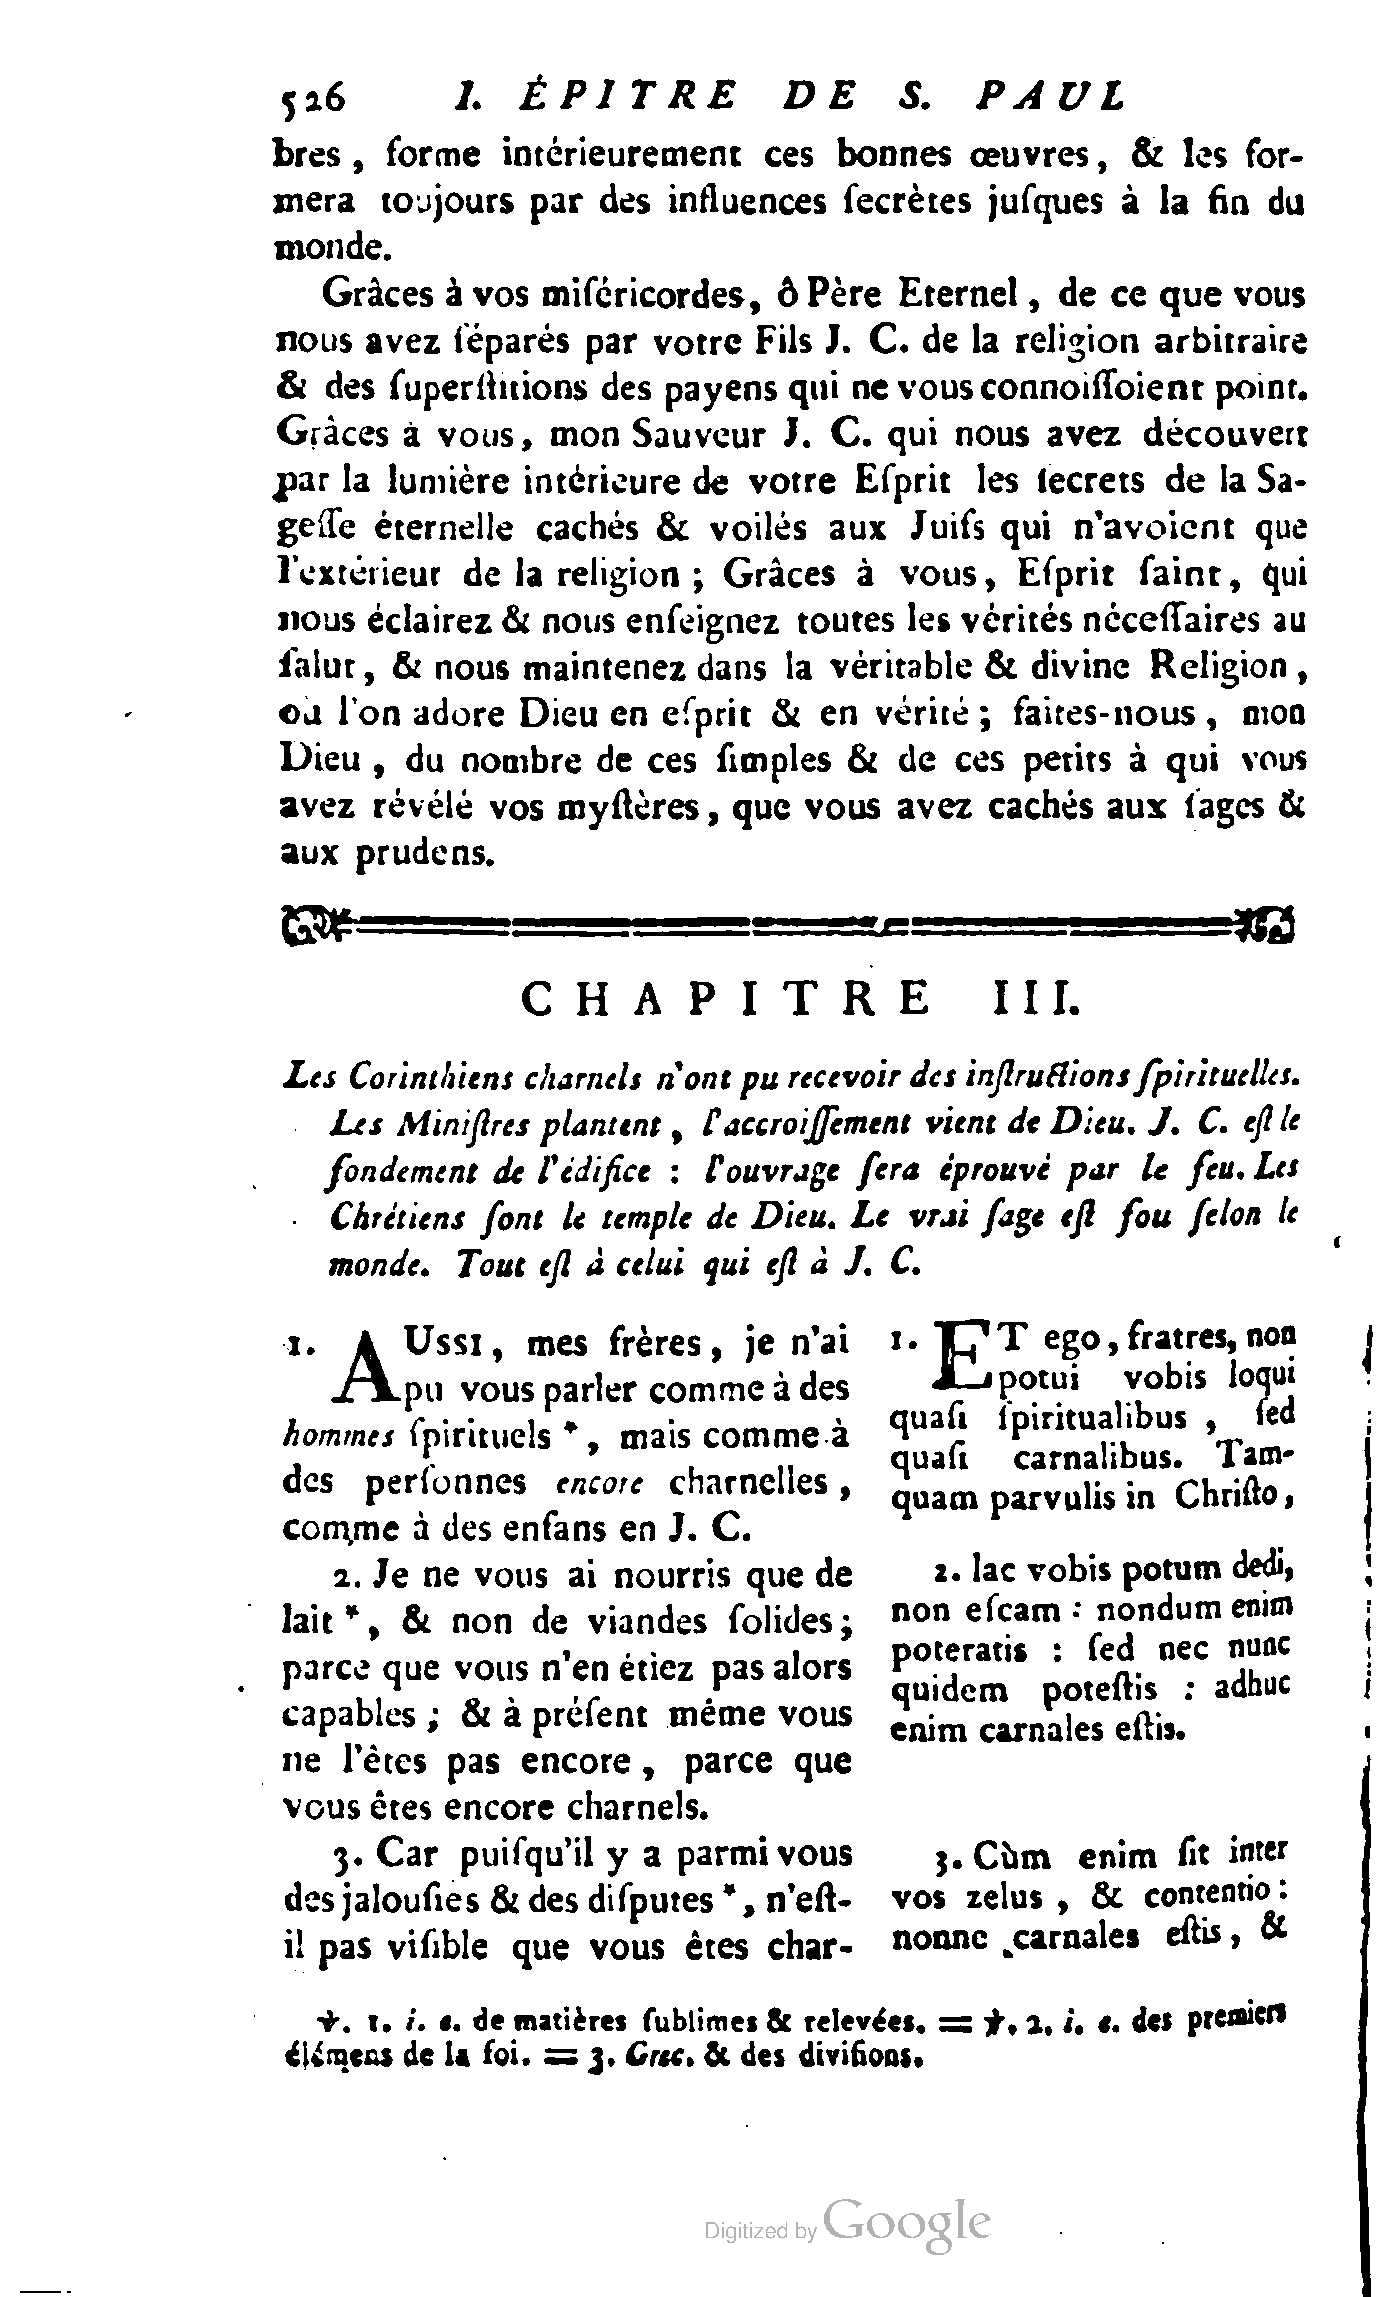 526 I. ÉPITRE DE S. PAUL
bres , forme intérieurement ces bonnes œuvres, & les for-
mera toujours par des influences ſecrètes juſques à la fin du
monde.
Grâces à vos miſéricordes, ô Père Eternel , de ce que vous
nous avez ſéparés par votre Fils J. C. de la religion arbitraire
& des ſuperſtitions des payens qui ne vous connoiſſoient point.
Grâces à vous, mon Sauveur J. C. qui nous avez découvert
par la lumière intérieure de votre Eſprit les ſecrets de la Sa-
geſſe éternelle cachés & voilés aux Juifs qui n'avoient que
l'extérieur de la religion ; Grâces à vous, Eſprit ſaint, qui
nous éclairez & nous enſeignez toutes les vérités néceſſaires au
ſalut, & nous maintenez dans la véritable & divine Religion ,
où l'on adore Dieu en eſprit & en vérité ; faites-nous , mon
Dieu , du nombre de ces ſimples & de ces petits à qui vous
avez révélé vos myſtères, que vous avez cachés aux ſages &
aux prudens.
CHAPITRE III.
Les Corinthiens charnels n'ont pu recevoir des inſtructions ſpirituelles.
Les Miniſtres plantent , l'accroiſſement vient de Dieu. J. C. eſt le
fondement de l'édifice : l'ouvrage ſera éprouvé par le feu. Les
Chrétiens ſont le temple de Dieu. Le vrai ſage eſt fou ſelon le
monde. Tout eſt à celui qui eſt à J. C.
1. AUSSI, mes frères, je n'ai
pu vous parler comme à des
hommes ſpirituels *, mais comme à
des perſonnes encore charnelles ,
comme à des enfans en J. C.
2. Je ne vous ai nourris que de
lait *, & non de viandes ſolides ;
parce que vous n'en étiez pas alors
capables ; & à préſent même vous
ne l'êtes pas encore , parce que
vous êtes encore charnels.
3. Car puiſqu'il y a parmi vous
des jalouſies & des diſputes *, n'eſt-
il pas viſible que vous êtes char-
1. ET ego, fratres, non
potui vobis loqui
quaſi ſpiritualibus , ſed
quaſi carnalibus. Tam-
quam parvulis in Chriſto,
2. lac vobis potum dedi,
non eſcam : nondum enim
poteratis : ſed nec nunc
quidem poteſtis : adhuc
enim carnales eſtis.
3. Cùm enim ſit inter
vos zelus , & contentio :
nonne carnales eſtis , &
℣. 1. i. e. de matières ſublimes & relevées. = ℣. 2. i. e. des premiers
élémens de la foi. = 3. Grec. & des diviſions.
Digitized by Google